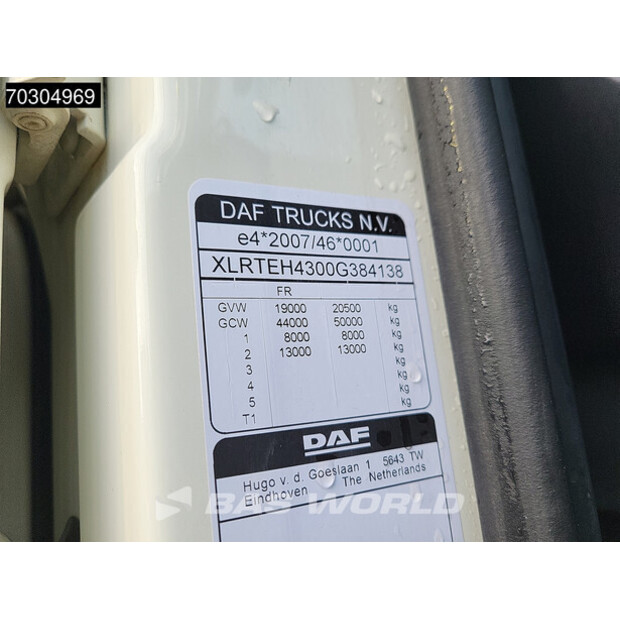 70304969
DAF TRUCKS N.V.
e4*2007/46*0001
XLRTEH4300G384138
FR
GVW 19000 20500 kg
GCW 44000 50000 kg
1 8000 8000 kg
2 13000 13000 kg
3 kg
4 kg
5 kg
T1
DAF
Hugo v. d. Goeslaan 1 5643 TW
Eindhoven The Netherlands
BAS WORLD